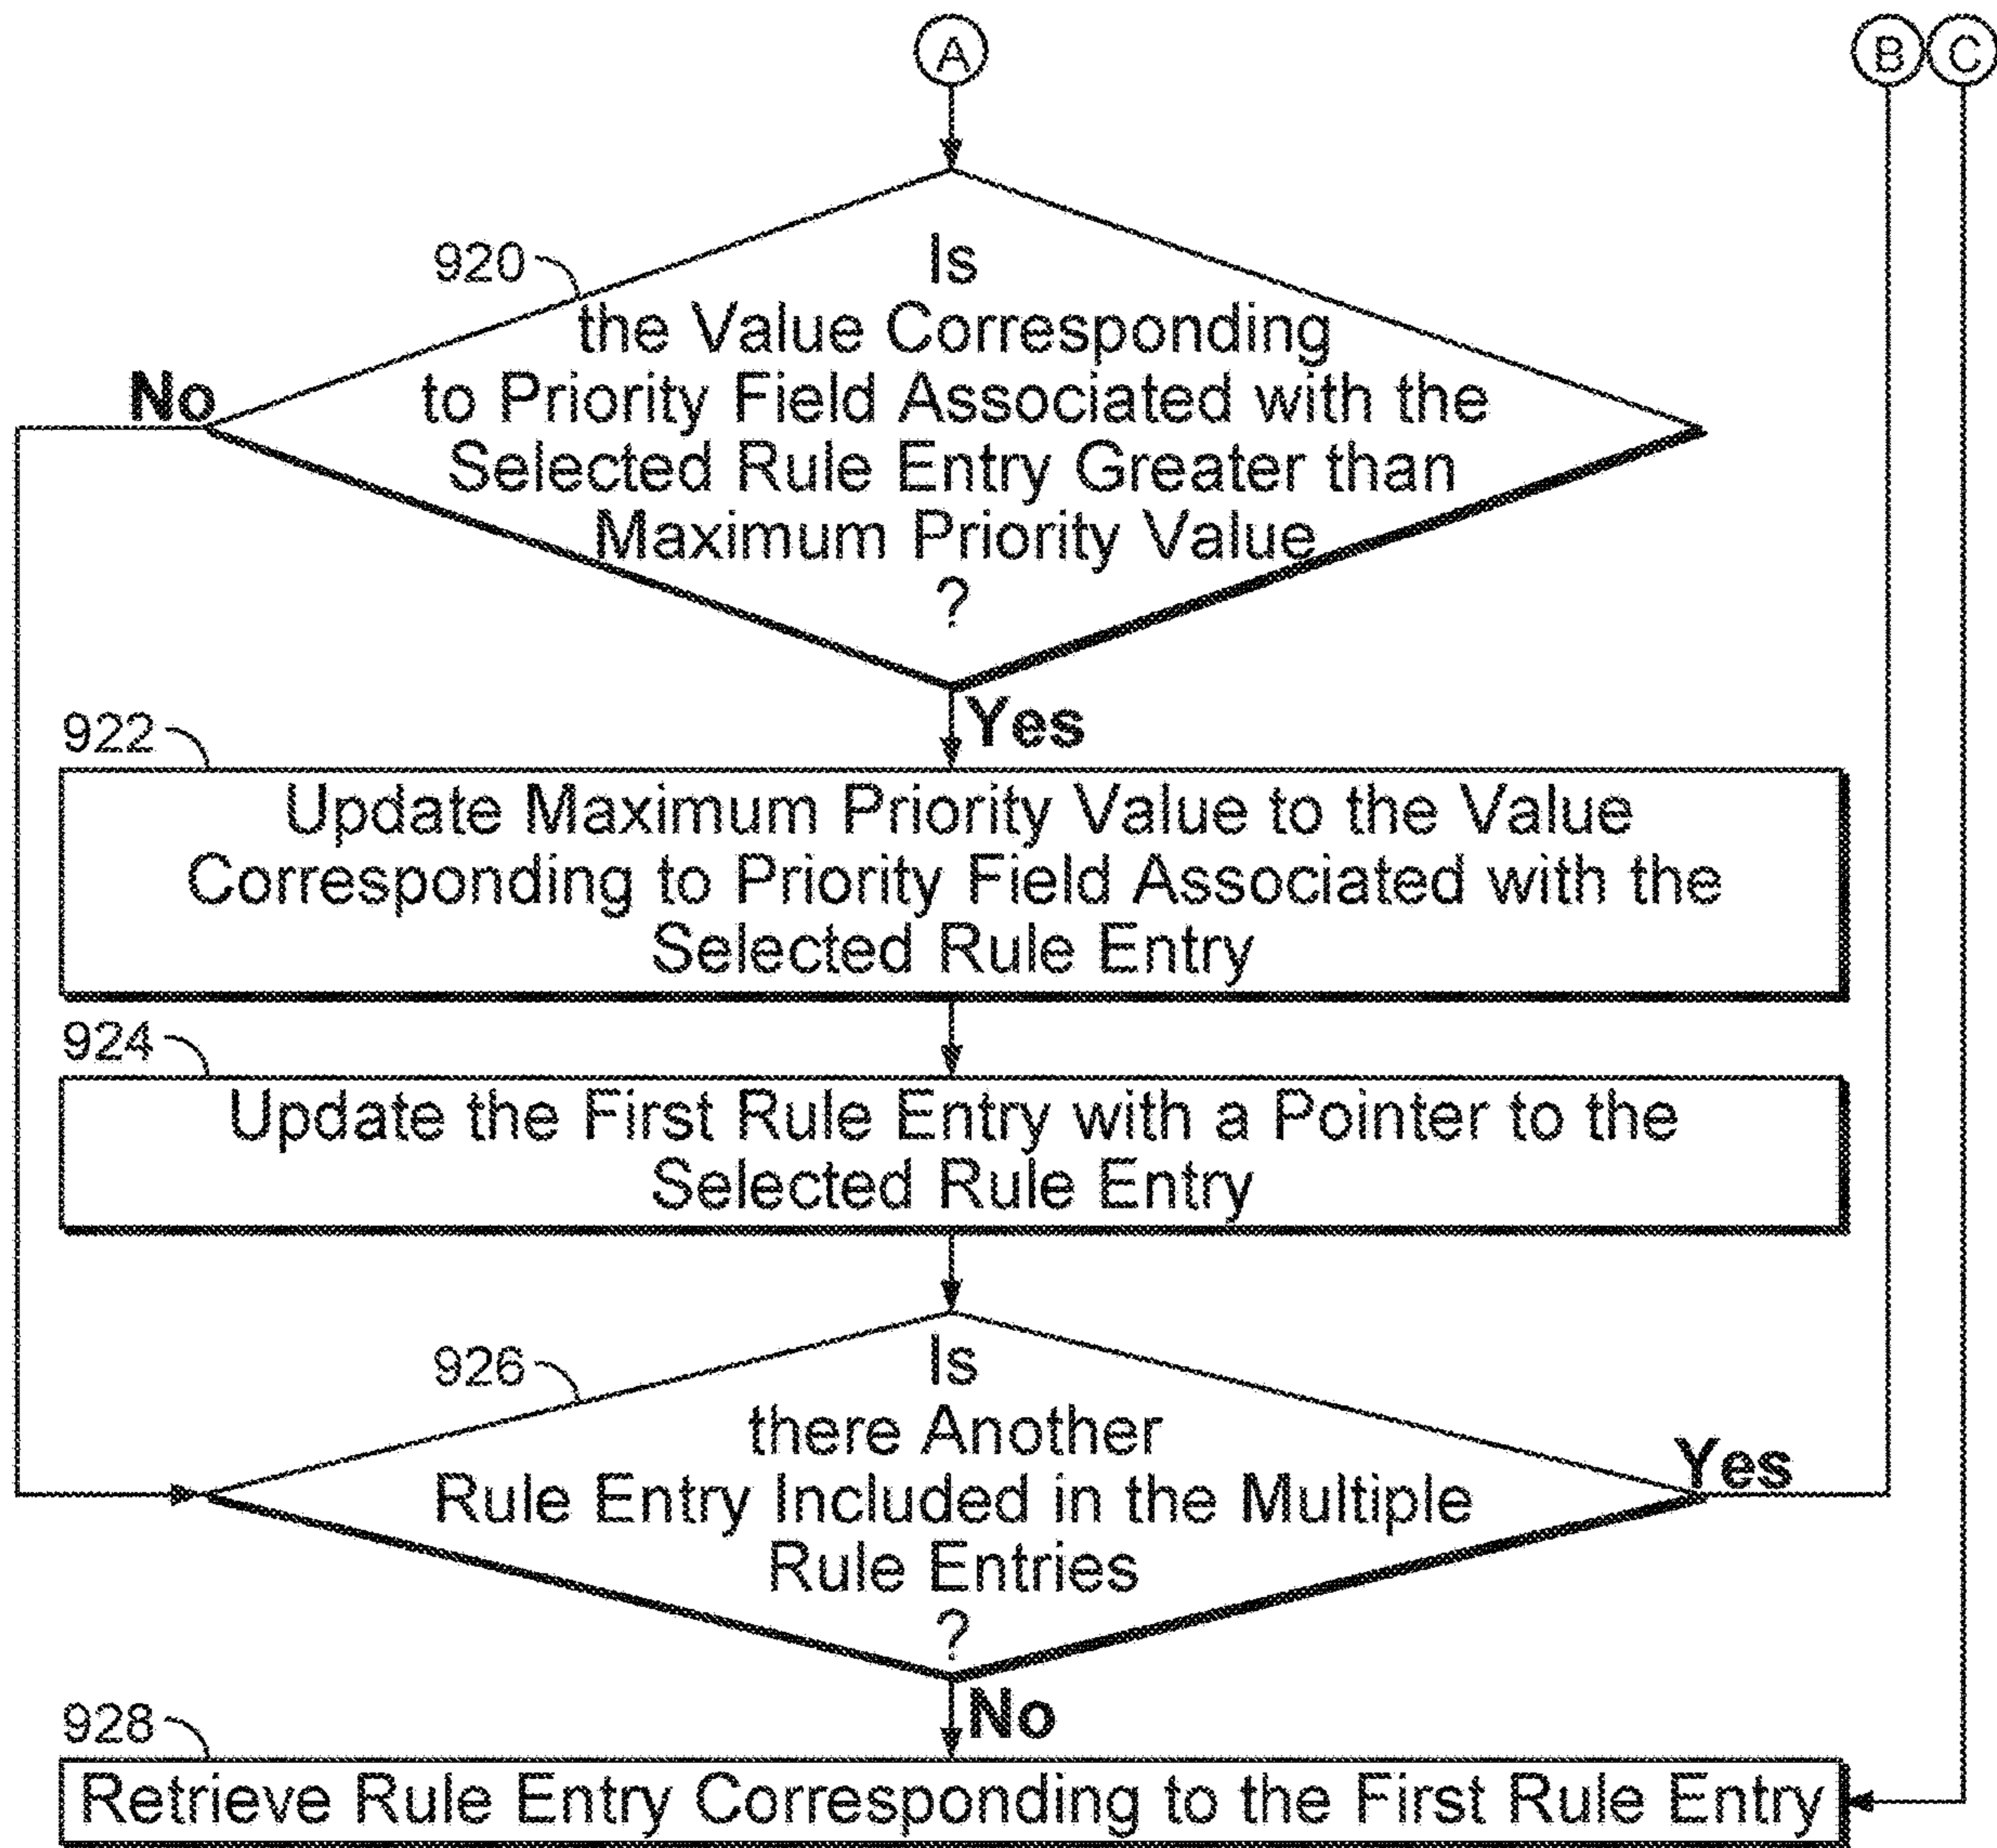 A
B
C
920
Is
the Value Corresponding
to Priority Field Associated with the
Selected Rule Entry Greater than
Maximum Priority Value
?
No
Yes
922
Update Maximum Priority Value to the Value
Corresponding to Priority Field Associated with the
Selected Rule Entry
924
Update the First Rule Entry with a Pointer to the
Selected Rule Entry
926
Is
there Another
Rule Entry Included in the Multiple
Rule Entries
?
Yes
No
928
Retrieve Rule Entry Corresponding to the First Rule Entry